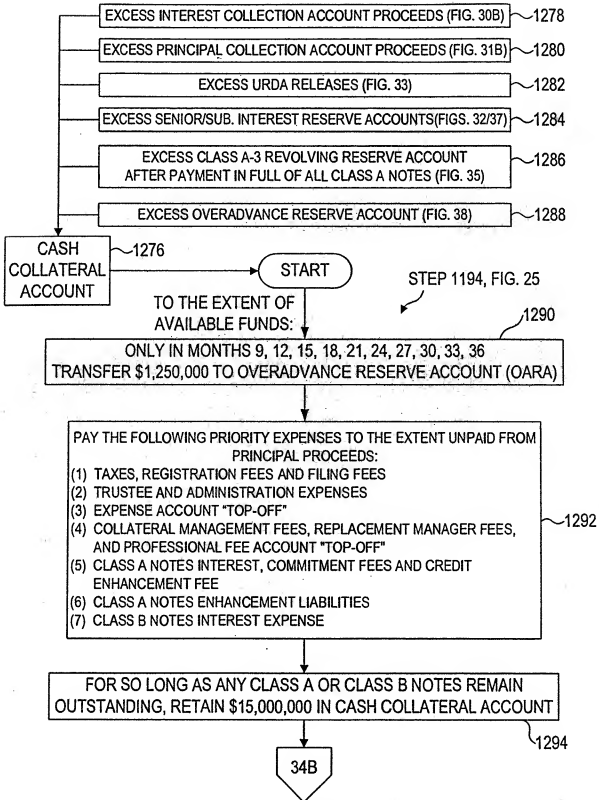 EXCESS INTEREST COLLECTION ACCOUNT PROCEEDS (FIG. 30B)
1278
EXCESS PRINCIPAL COLLECTION ACCOUNT PROCEEDS (FIG. 31B)
1280
EXCESS URDA RELEASES (FIG. 33)
1282
EXCESS SENIOR/SUB. INTEREST RESERVE ACCOUNTS(FIGS. 32/37)
1284
EXCESS CLASS A-3 REVOLVING RESERVE ACCOUNT
AFTER PAYMENT IN FULL OF ALL CLASS A NOTES (FIG. 35)
1286
EXCESS OVERADVANCE RESERVE ACCOUNT (FIG. 38)
1288
CASH
COLLATERAL
ACCOUNT
1276
START
STEP 1194, FIG. 25
TO THE EXTENT OF
AVAILABLE FUNDS:
1290
ONLY IN MONTHS 9, 12, 15, 18, 21, 24, 27, 30, 33, 36
TRANSFER $1,250,000 TO OVERADVANCE RESERVE ACCOUNT (OARA)
PAY THE FOLLOWING PRIORITY EXPENSES TO THE EXTENT UNPAID FROM
PRINCIPAL PROCEEDS:
(1) TAXES, REGISTRATION FEES AND FILING FEES
(2) TRUSTEE AND ADMINISTRATION EXPENSES
(3) EXPENSE ACCOUNT "TOP-OFF"
(4) COLLATERAL MANAGEMENT FEES, REPLACEMENT MANAGER FEES,
AND PROFESSIONAL FEE ACCOUNT "TOP-OFF"
(5) CLASS A NOTES INTEREST, COMMITMENT FEES AND CREDIT
ENHANCEMENT FEE
(6) CLASS A NOTES ENHANCEMENT LIABILITIES
(7) CLASS B NOTES INTEREST EXPENSE
1292
FOR SO LONG AS ANY CLASS A OR CLASS B NOTES REMAIN
OUTSTANDING, RETAIN $15,000,000 IN CASH COLLATERAL ACCOUNT
1294
34B